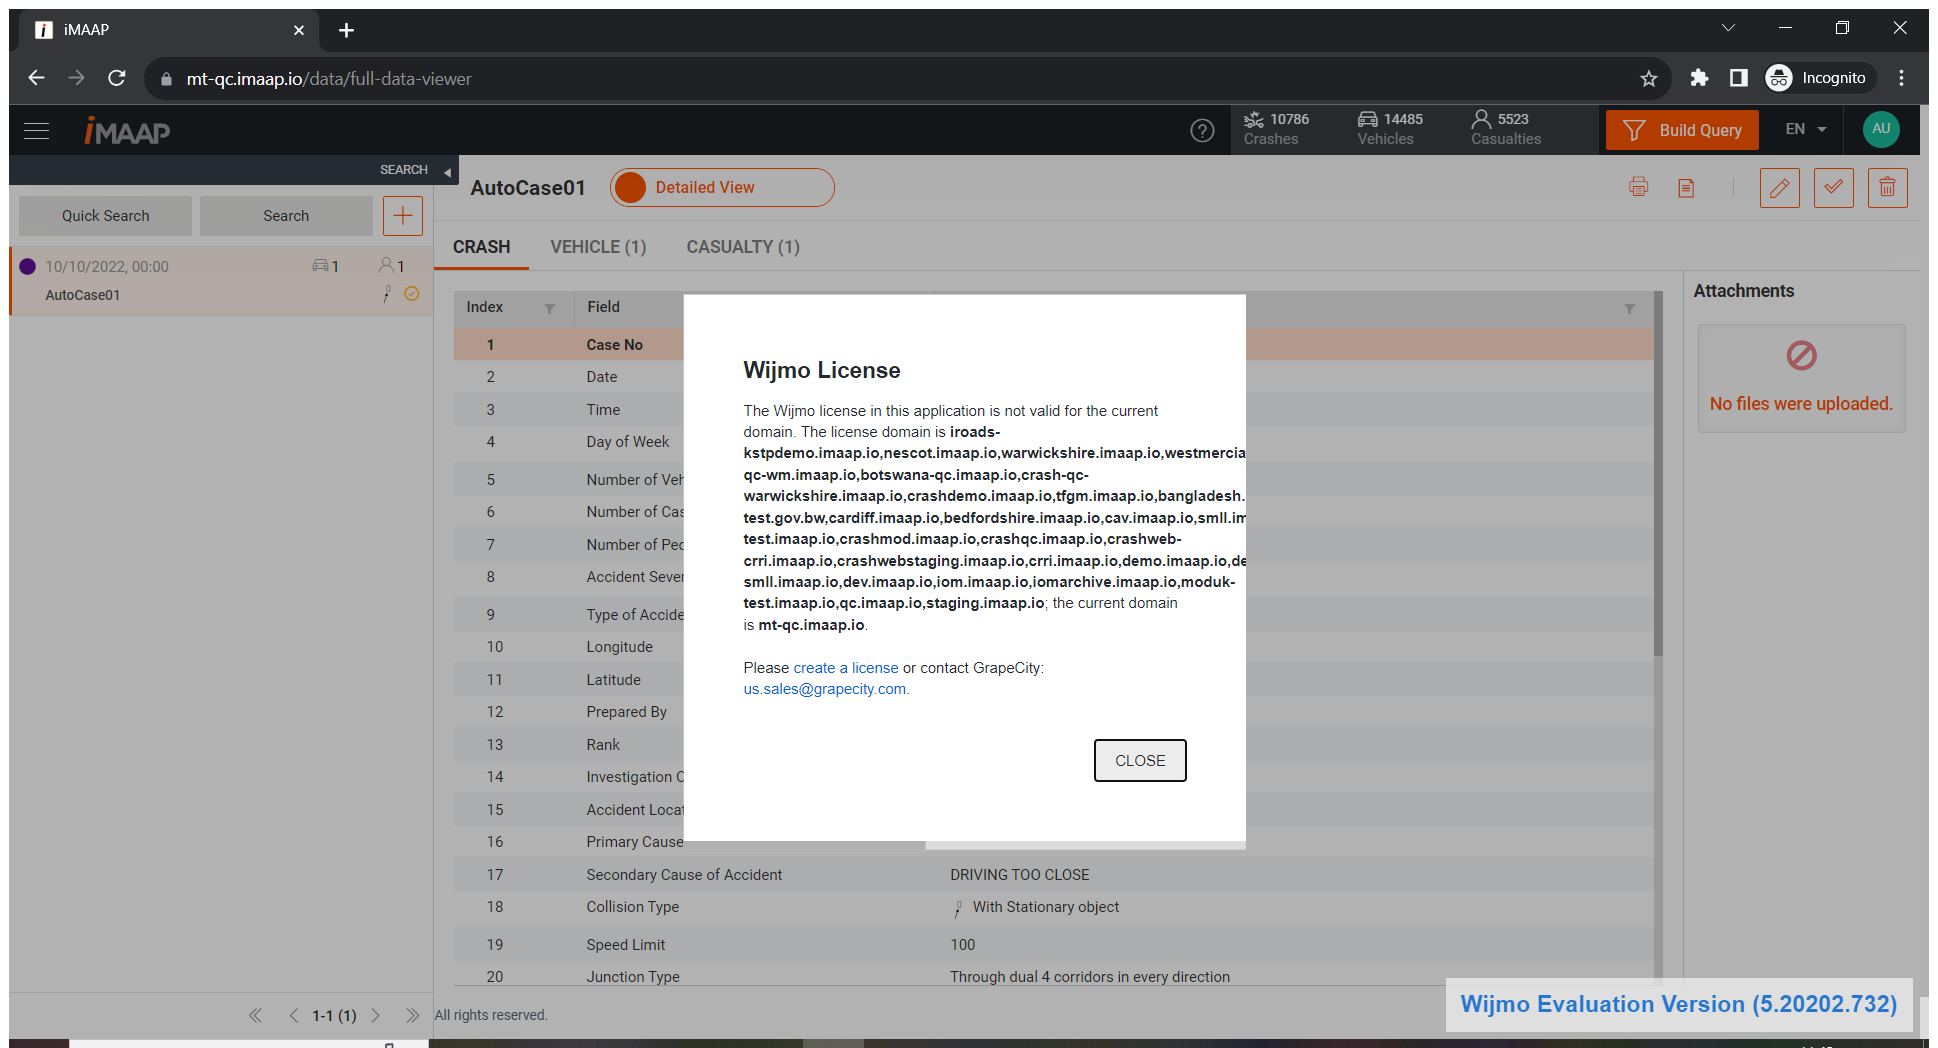 iMAAP
mt-qc.imaap.io/data/full-data-viewer
Incognito
iMAAP
10786
Crashes
14485
Vehicles
5523
Casualties
Build Query
EN
AU
SEARCH
Quick Search
Search
10/10/2022, 00:00
1
1
AutoCase01
AutoCase01
Detailed View
CRASH
VEHICLE (1)
CASUALTY (1)
Index
Field
1 Case No
2 Date
3 Time
4 Day of Week
5 Number of Veh
6 Number of Cas
7 Number of Ped
8 Accident Sever
9 Type of Accide
10 Longitude
11 Latitude
12 Prepared By
13 Rank
14 Investigation O
15 Accident Locat
16 Primary Cause
17 Secondary Cause of Accident DRIVING TOO CLOSE
18 Collision Type With Stationary object
19 Speed Limit 100
20 Junction Type Through dual 4 corridors in every direction
Attachments
No files were uploaded.
Wijmo License
The Wijmo license in this application is not valid for the current
domain. The license domain is iroads-
kstpdemo.imaap.io,nescot.imaap.io,warwickshire.imaap.io,westmercia
qc-wm.imaap.io,botswana-qc.imaap.io,crash-qc-
warwickshire.imaap.io,crashdemo.imaap.io,tfgm.imaap.io,bangladesh.
test.gov.bw,cardiff.imaap.io,bedfordshire.imaap.io,cav.imaap.io,smll.im
test.imaap.io,crashmod.imaap.io,crashqc.imaap.io,crashweb-
crri.imaap.io,crashwebstaging.imaap.io,crri.imaap.io,demo.imaap.io,de
smll.imaap.io,dev.imaap.io,iom.imaap.io,iomarchive.imaap.io,moduk-
test.imaap.io,qc.imaap.io,staging.imaap.io; the current domain
is mt-qc.imaap.io.
Please create a license or contact GrapeCity:
us.sales@grapecity.com.
CLOSE
1-1 (1)
All rights reserved.
Wijmo Evaluation Version (5.20202.732)